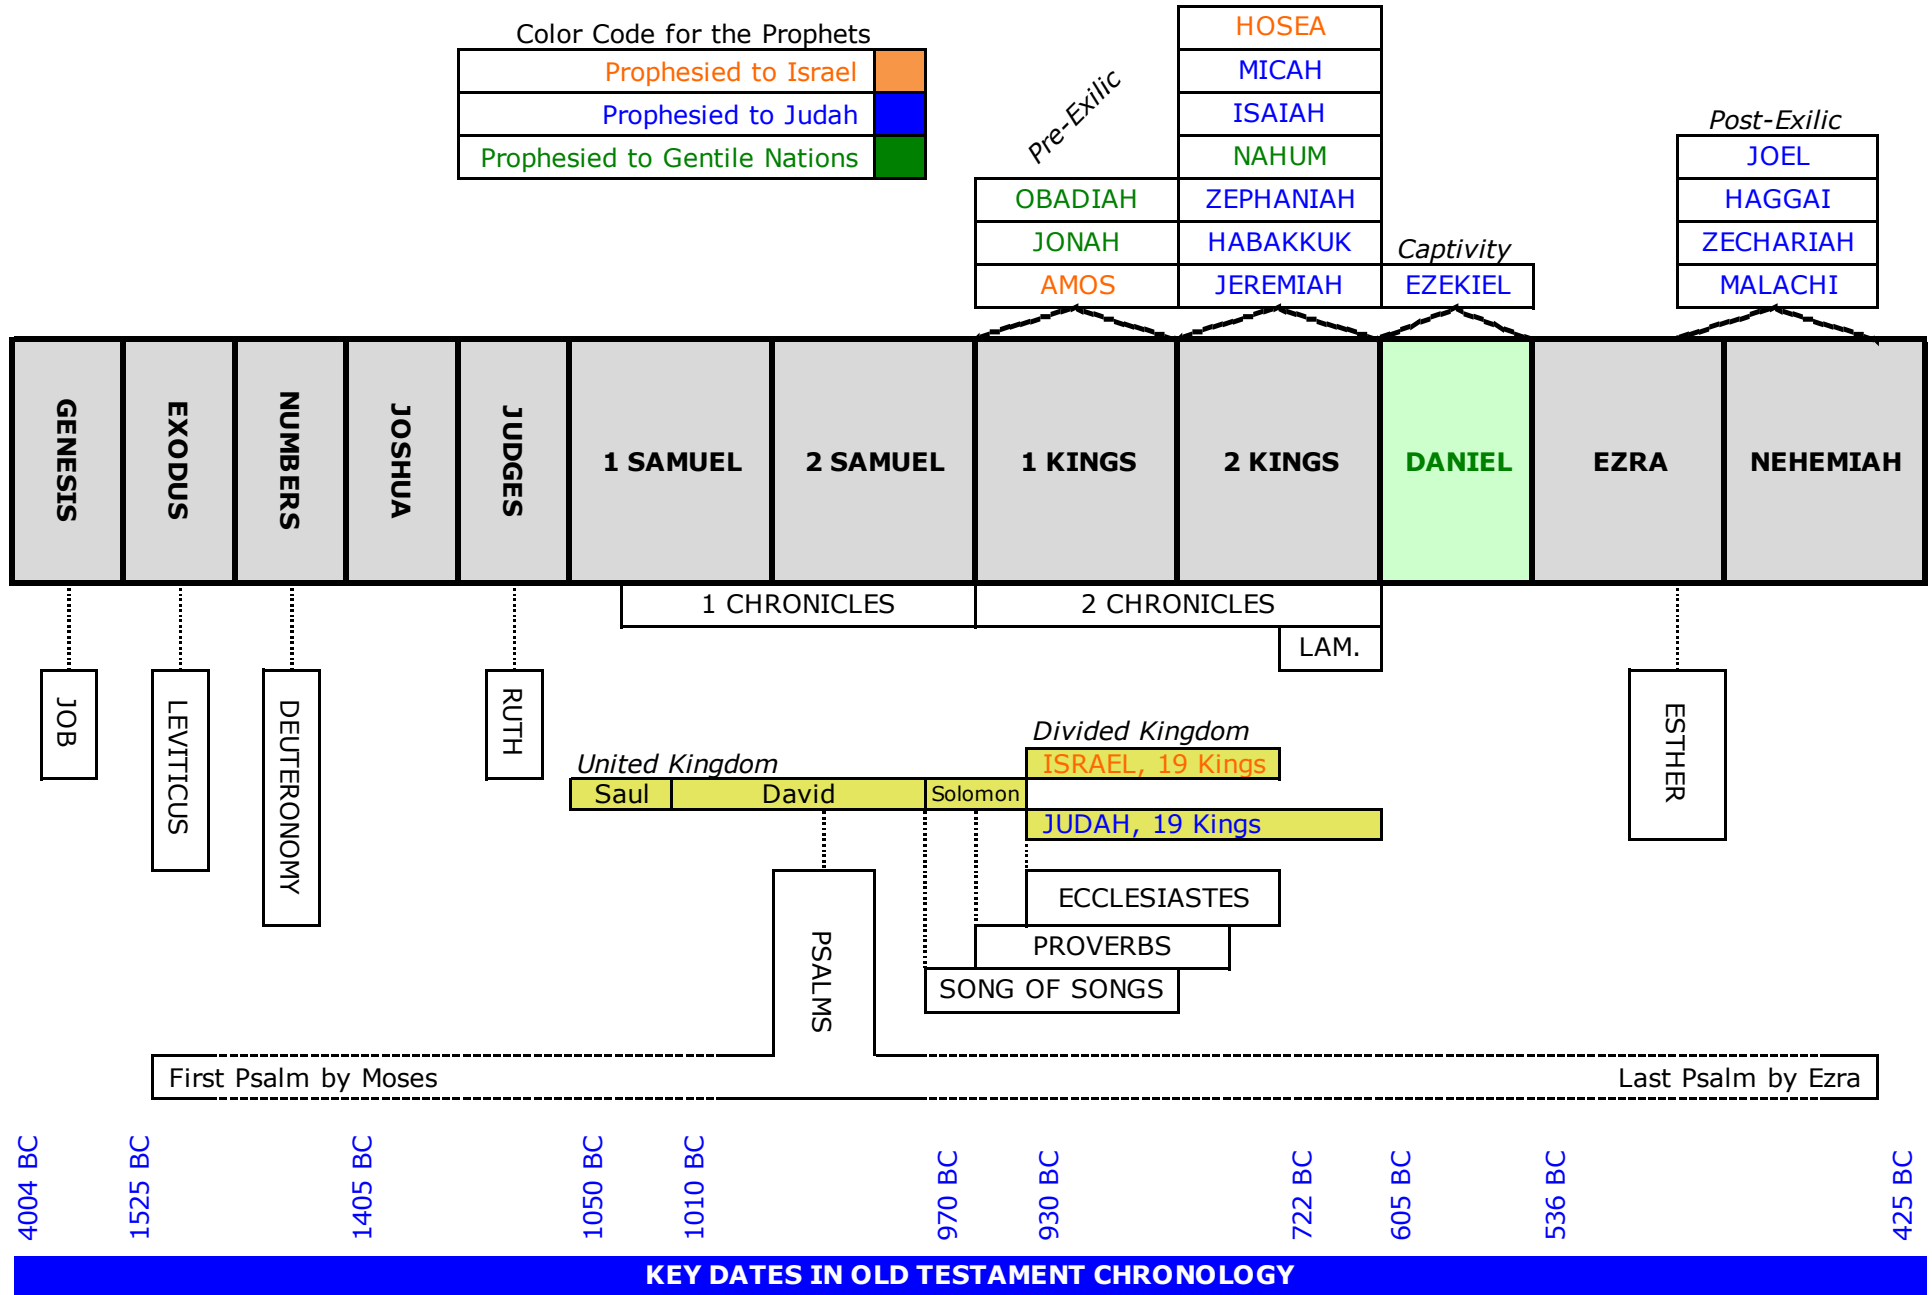 Color Code for the Prophets
Prophesied to Israel
Prophesied to Judah
Prophesied to Gentile Nations
Pre-Exilic
OBADIAH
JONAH
AMOS
HOSEA
MICAH
ISAIAH
NAHUM
ZEPHANIAH
HABAKKUK
JEREMIAH
Captivity
EZEKIEL
Post-Exilic
JOEL
HAGGAI
ZECHARIAH
MALACHI
GENESIS
EXODUS
NUMBERS
JOSHUA
JUDGES
1 SAMUEL
2 SAMUEL
1 KINGS
2 KINGS
DANIEL
EZRA
NEHEMIAH
1 CHRONICLES
2 CHRONICLES
LAM.
JOB
LEVITICUS
DEUTERONOMY
RUTH
ESTHER
United Kingdom
Saul
David
Solomon
Divided Kingdom
ISRAEL, 19 Kings
JUDAH, 19 Kings
PSALMS
ECCLESIASTES
PROVERBS
SONG OF SONGS
First Psalm by Moses
Last Psalm by Ezra
4004 BC
1525 BC
1405 BC
1050 BC
1010 BC
970 BC
930 BC
722 BC
605 BC
536 BC
425 BC
KEY DATES IN OLD TESTAMENT CHRONOLOGY